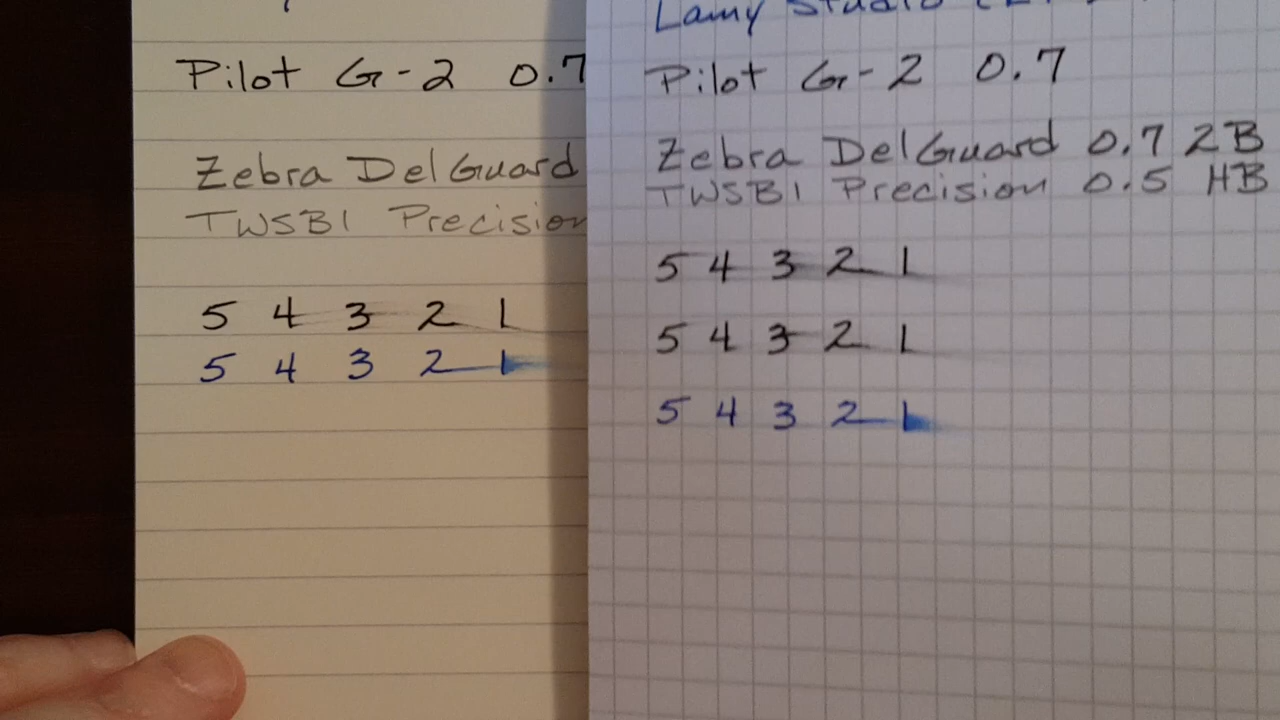 Pilot G-2 0.7
Zebra DelGuard
TWSBI Precision
5 4 3 2 1
5 4 3 2 1
Lamy Studio
Pilot G-2 0.7
Zebra DelGuard 0.7 2B
TWSBI Precision 0.5 HB
5 4 3 2 1
5 4 3 2 1
5 4 3 2 1